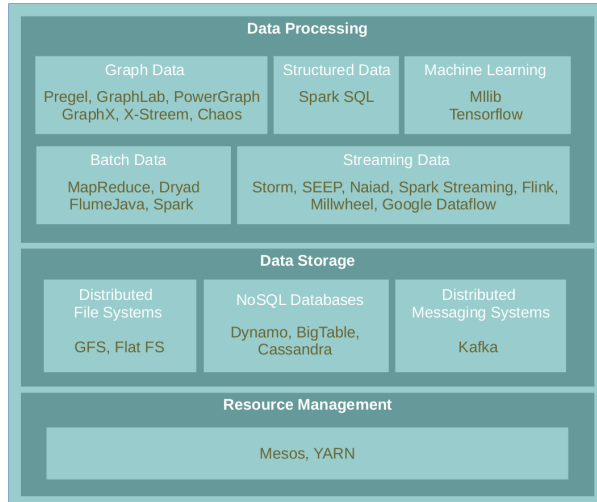 Data Processing
Graph Data
Pregel, GraphLab, PowerGraph
GraphX, X-Streem, Chaos
Structured Data
Spark SQL
Machine Learning
Mllib
Tensorflow
Batch Data
MapReduce, Dryad
FlumeJava, Spark
Streaming Data
Storm, SEEP, Naiad, Spark Streaming, Flink,
Millwheel, Google Dataflow
Data Storage
Distributed
File Systems
GFS, Flat FS
NoSQL Databases
Dynamo, BigTable,
Cassandra
Distributed
Messaging Systems
Kafka
Resource Management
Mesos, YARN